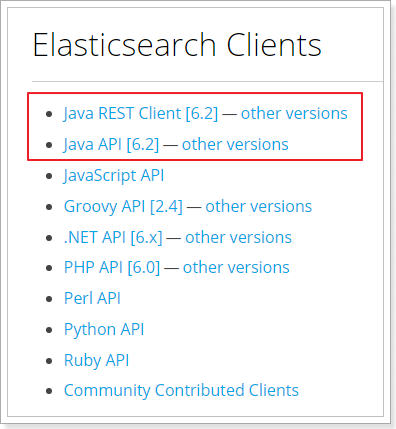 Elasticsearch Clients
Java REST Client [6.2] — other versions
Java API [6.2] — other versions
JavaScript API
Groovy API [2.4] — other versions
.NET API [6.x] — other versions
PHP API [6.0] — other versions
Perl API
Python API
Ruby API
Community Contributed Clients